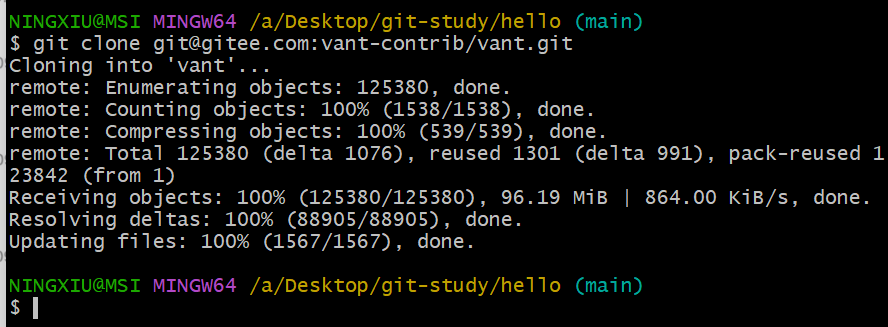 NINGXIU@MSI MINGW64 /a/Desktop/git-study/hello (main)
$ git clone git@gitee.com:vant-contrib/vant.git
Cloning into 'vant'...
remote: Enumerating objects: 125380, done.
remote: Counting objects: 100% (1538/1538), done.
remote: Compressing objects: 100% (539/539), done.
remote: Total 125380 (delta 1076), reused 1301 (delta 991), pack-reused 1
23842 (from 1)
Receiving objects: 100% (125380/125380), 96.19 MiB | 864.00 KiB/s, done.
Resolving deltas: 100% (88905/88905), done.
Updating files: 100% (1567/1567), done.
NINGXIU@MSI MINGW64 /a/Desktop/git-study/hello (main)
$